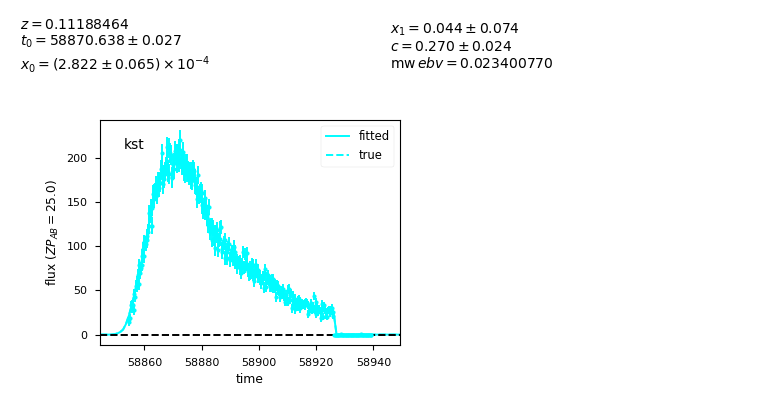 z = 0.11188464
t₀ = 58870.638 ± 0.027
x₀ = (2.822 ± 0.065) × 10⁻⁴
x₁ = 0.044 ± 0.074
c = 0.270 ± 0.024
mw ebv = 0.023400770
kst
fitted
true
flux (ZP_AB = 25.0)
200
150
100
50
0
58860 58880 58900 58920 58940
time